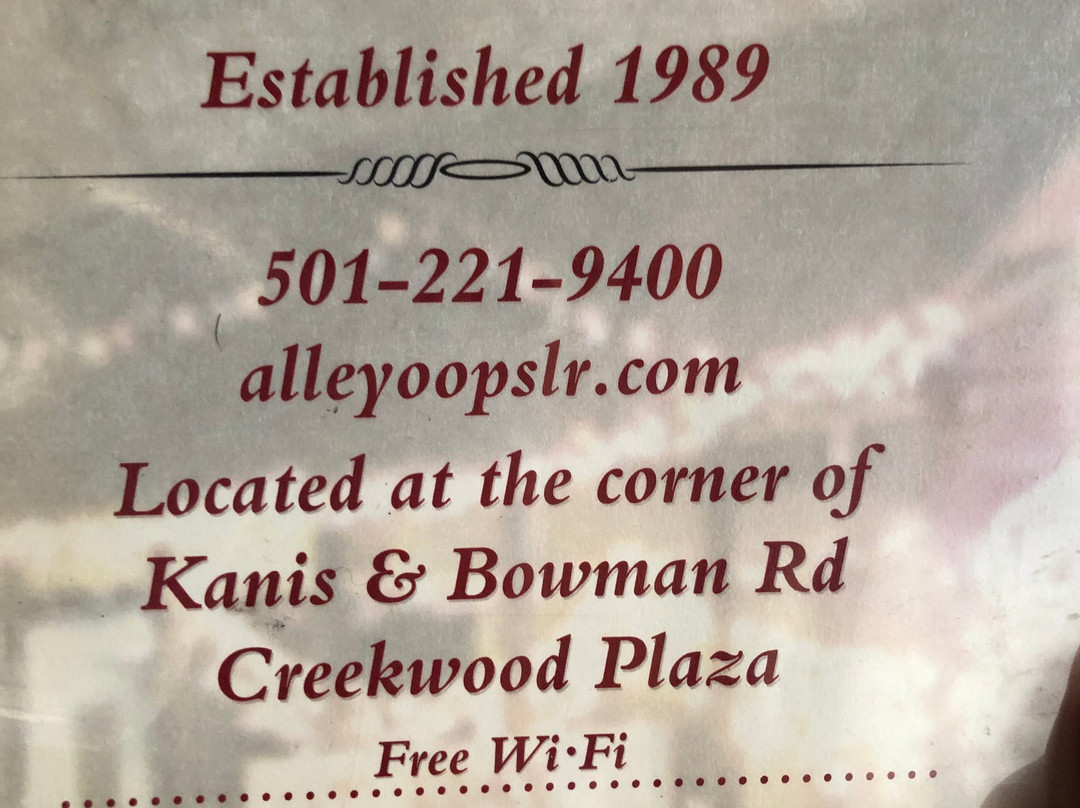 Established 1989
501-221-9400
alleyoopslr.com
Located at the corner of
Kanis & Bowman Rd
Creekwood Plaza
Free Wi·Fi